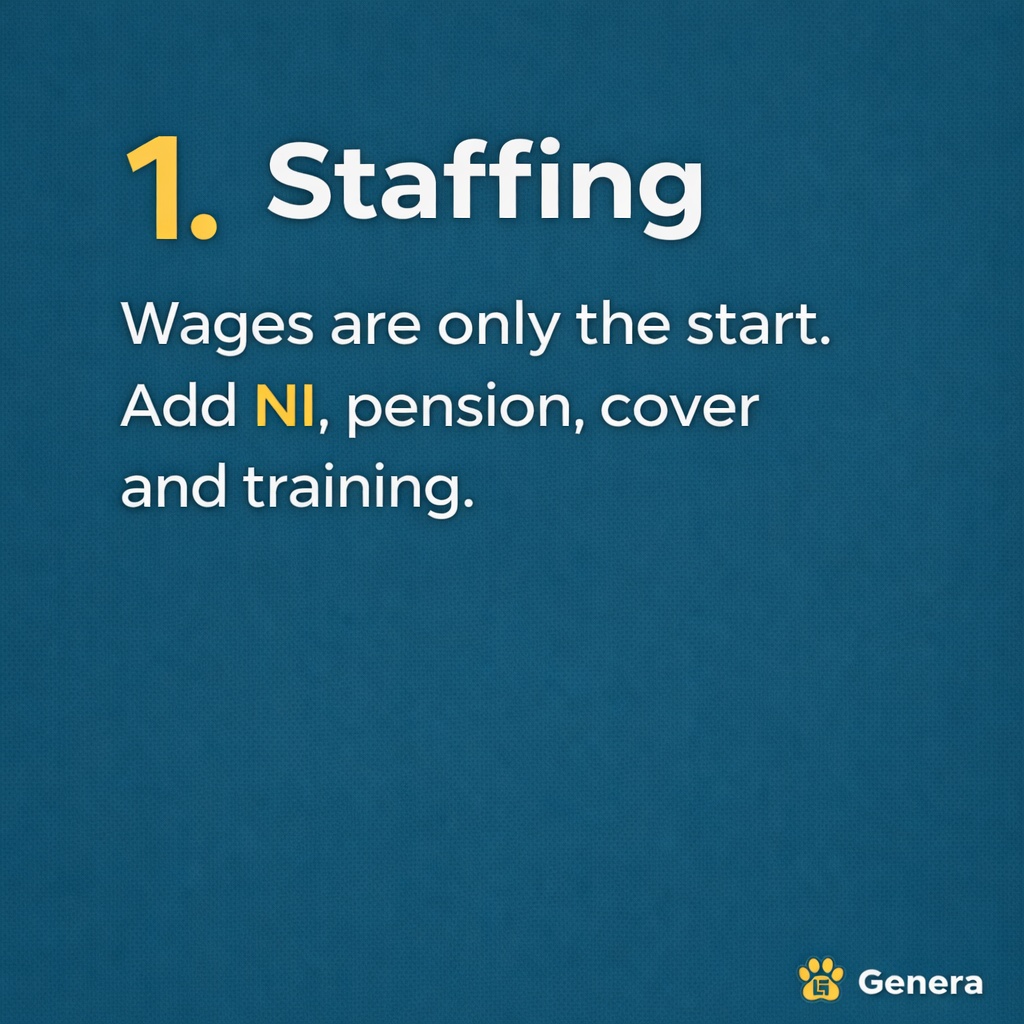 1. Staffing
Wages are only the start.
Add NI, pension, cover
and training.
Genera